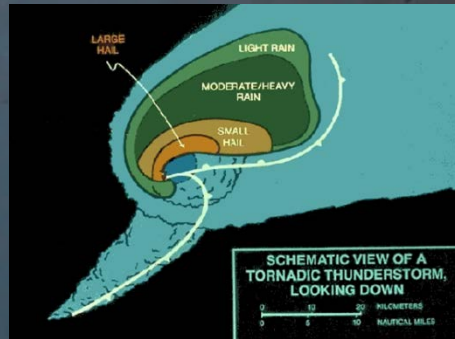 LARGE
HAIL
LIGHT RAIN
MODERATE/HEAVY
RAIN
SMALL
HAIL
SCHEMATIC VIEW OF A
TORNADIC THUNDERSTORM,
LOOKING DOWN
0 10 20 KILOMETERS
0 5 10 NAUTICAL MILES